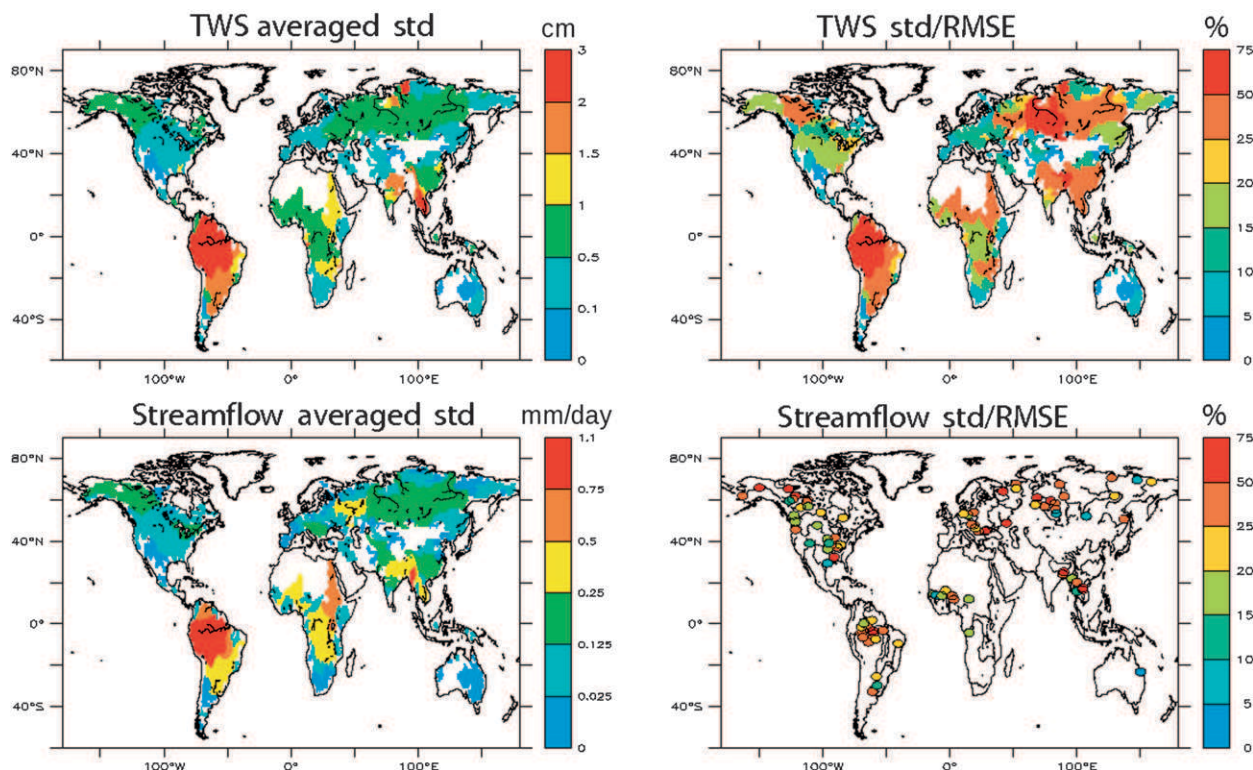 TWS averaged std
cm
3
2
1.5
1
0.5
0.1
0
80°N
40°N
0°
40°S
100°W
0°
100°E
TWS std/RMSE
%
75
50
25
20
15
10
5
0
80°N
40°N
0°
40°S
100°W
0°
100°E
Streamflow averaged std
mm/day
1.1
0.75
0.5
0.25
0.125
0.025
0
80°N
40°N
0°
40°S
100°W
0°
100°E
Streamflow std/RMSE
%
75
50
25
20
15
10
5
0
80°N
40°N
0°
40°S
100°W
0°
100°E